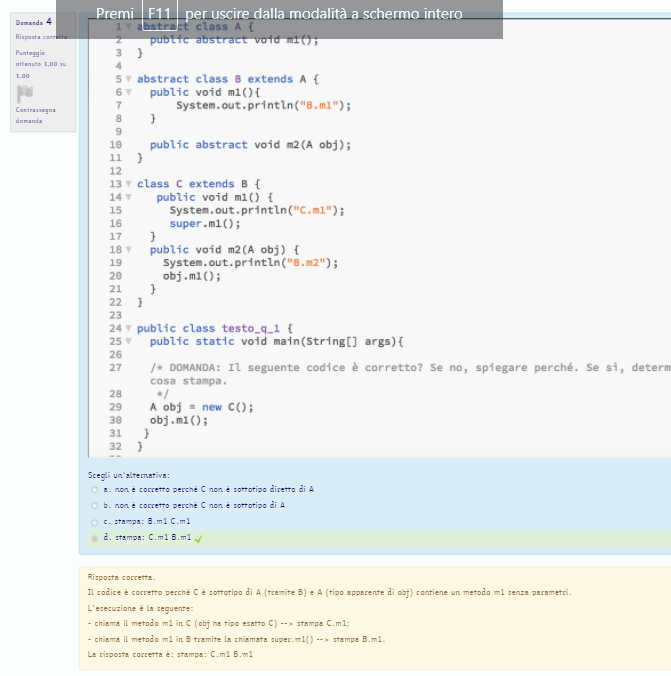 Premi F11 per uscire dalla modalità a schermo intero
Domanda 4
Risposta corretta
Punteggio
ottenuto 1,00 su
1,00
Contrassegna
domanda
1 abstract class A {
2 public abstract void m1();
3 }
4
5 abstract class B extends A {
6 public void m1(){
7 System.out.println("B.m1");
8 }
9
10 public abstract void m2(A obj);
11 }
12
13 class C extends B {
14 public void m1() {
15 System.out.println("C.m1");
16 super.m1();
17 }
18 public void m2(A obj) {
19 System.out.println("B.m2");
20 obj.m1();
21 }
22 }
23
24 public class testo_q_1 {
25 public static void main(String[] args){
26
27 /* DOMANDA: Il seguente codice è corretto? Se no, spiegare perché. Se sì, determ
cosa stampa.
28 */
29 A obj = new C();
30 obj.m1();
31 }
32 }
Scegli un'alternativa:
a. non è corretto perché C non è sottotipo diretto di A
b. non è corretto perché C non è sottotipo di A
c. stampa: B.m1 C.m1
d. stampa: C.m1 B.m1
Risposta corretta.
Il codice è corretto perché C è sottotipo di A (tramite B) e A (tipo apparente di obj) contiene un metodo m1 senza parametri.
L'esecuzione è la seguente:
- chiama il metodo m1 in C (obj ha tipo esatto C) --> stampa C.m1;
- chiama il metodo m1 in B tramite la chiamata super.m1() --> stampa B.m1.
La risposta corretta è: stampa: C.m1 B.m1